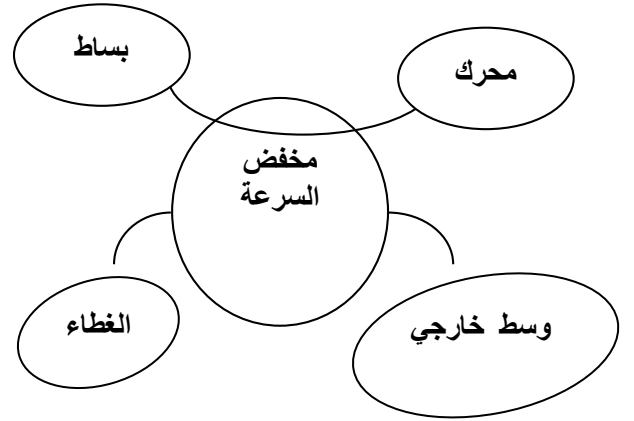 بساط
محرك
مخفض
السرعة
الغطاء
وسط خارجي